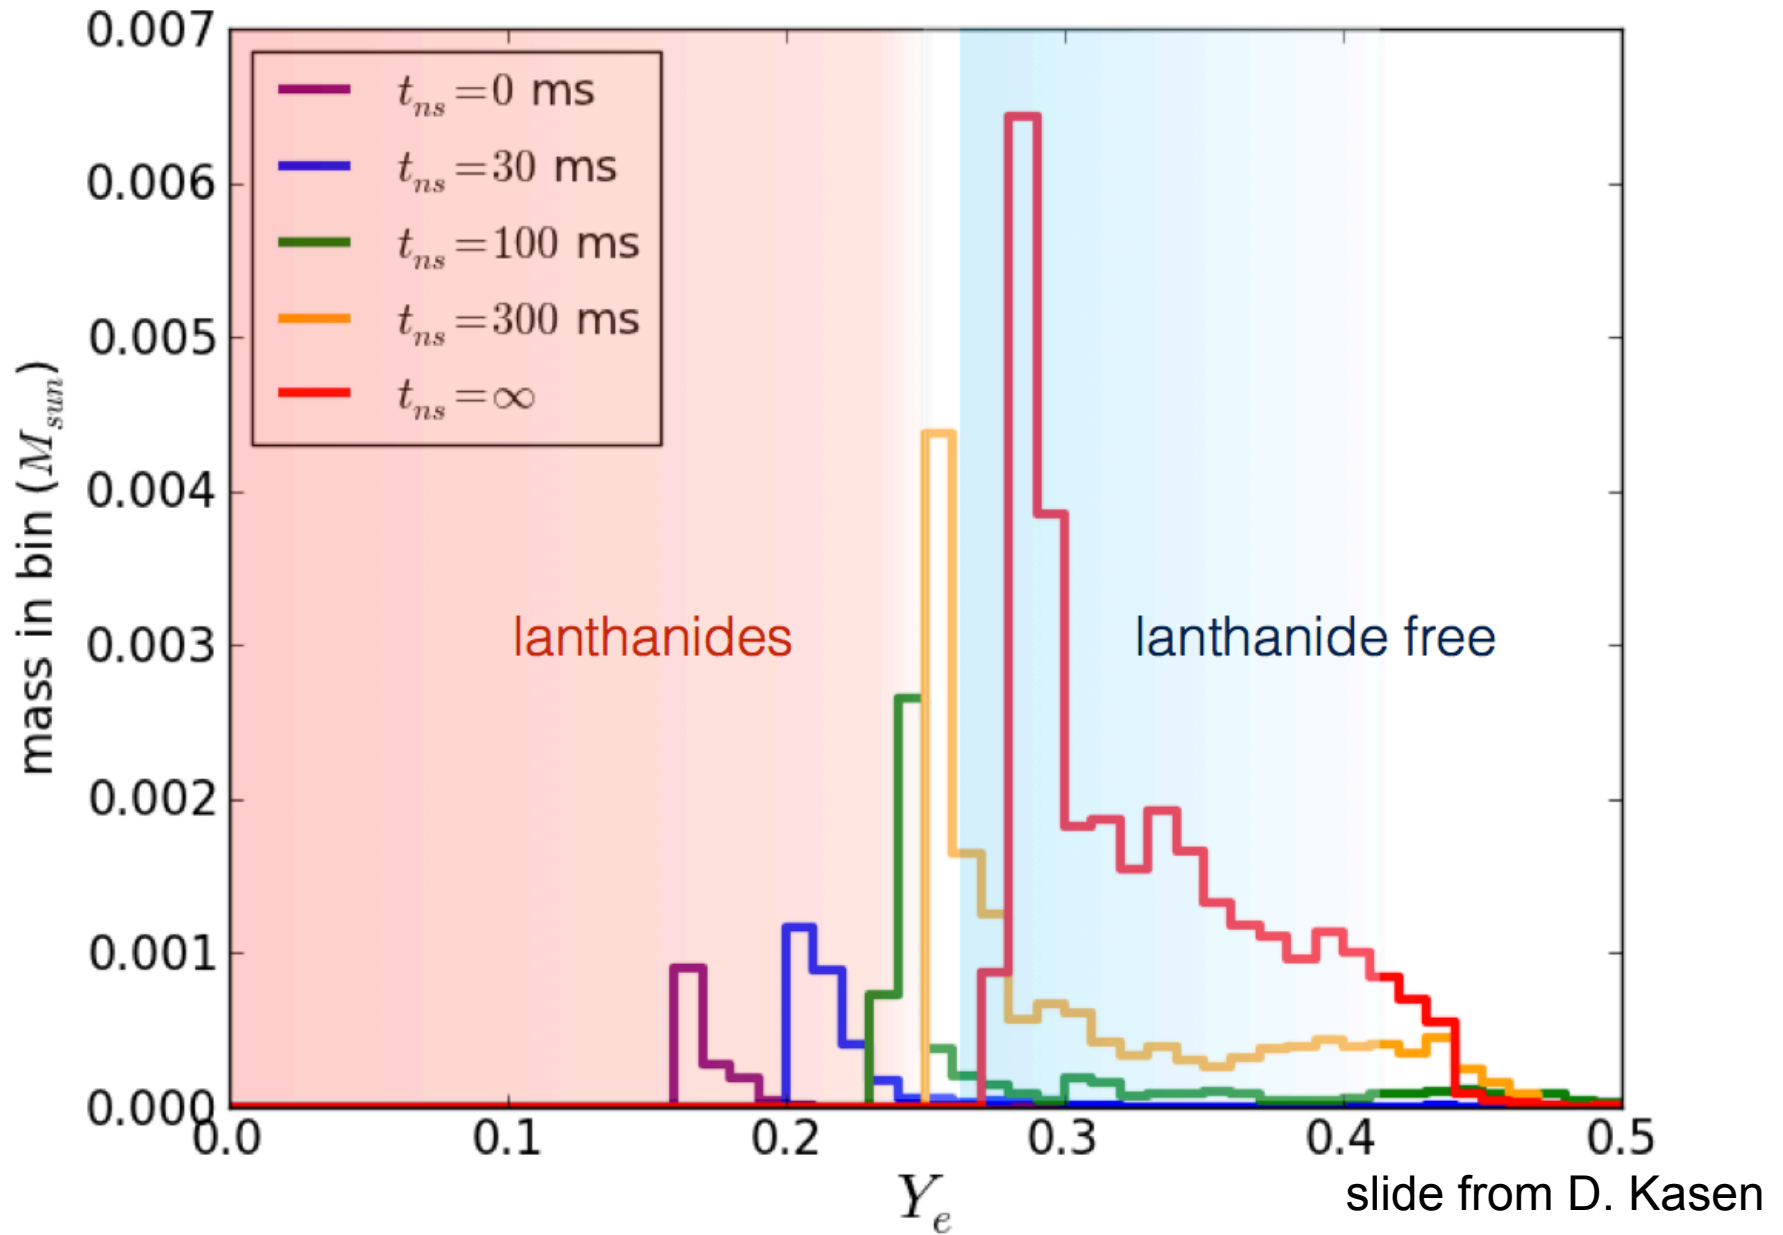 0.007
0.006
0.005
0.004
0.003
0.002
0.001
0.000
mass in bin (M_sun)
t_ns = 0 ms
t_ns = 30 ms
t_ns = 100 ms
t_ns = 300 ms
t_ns = ∞
lanthanides
lanthanide free
0.0 0.1 0.2 0.3 0.4 0.5
Y_e
slide from D. Kasen